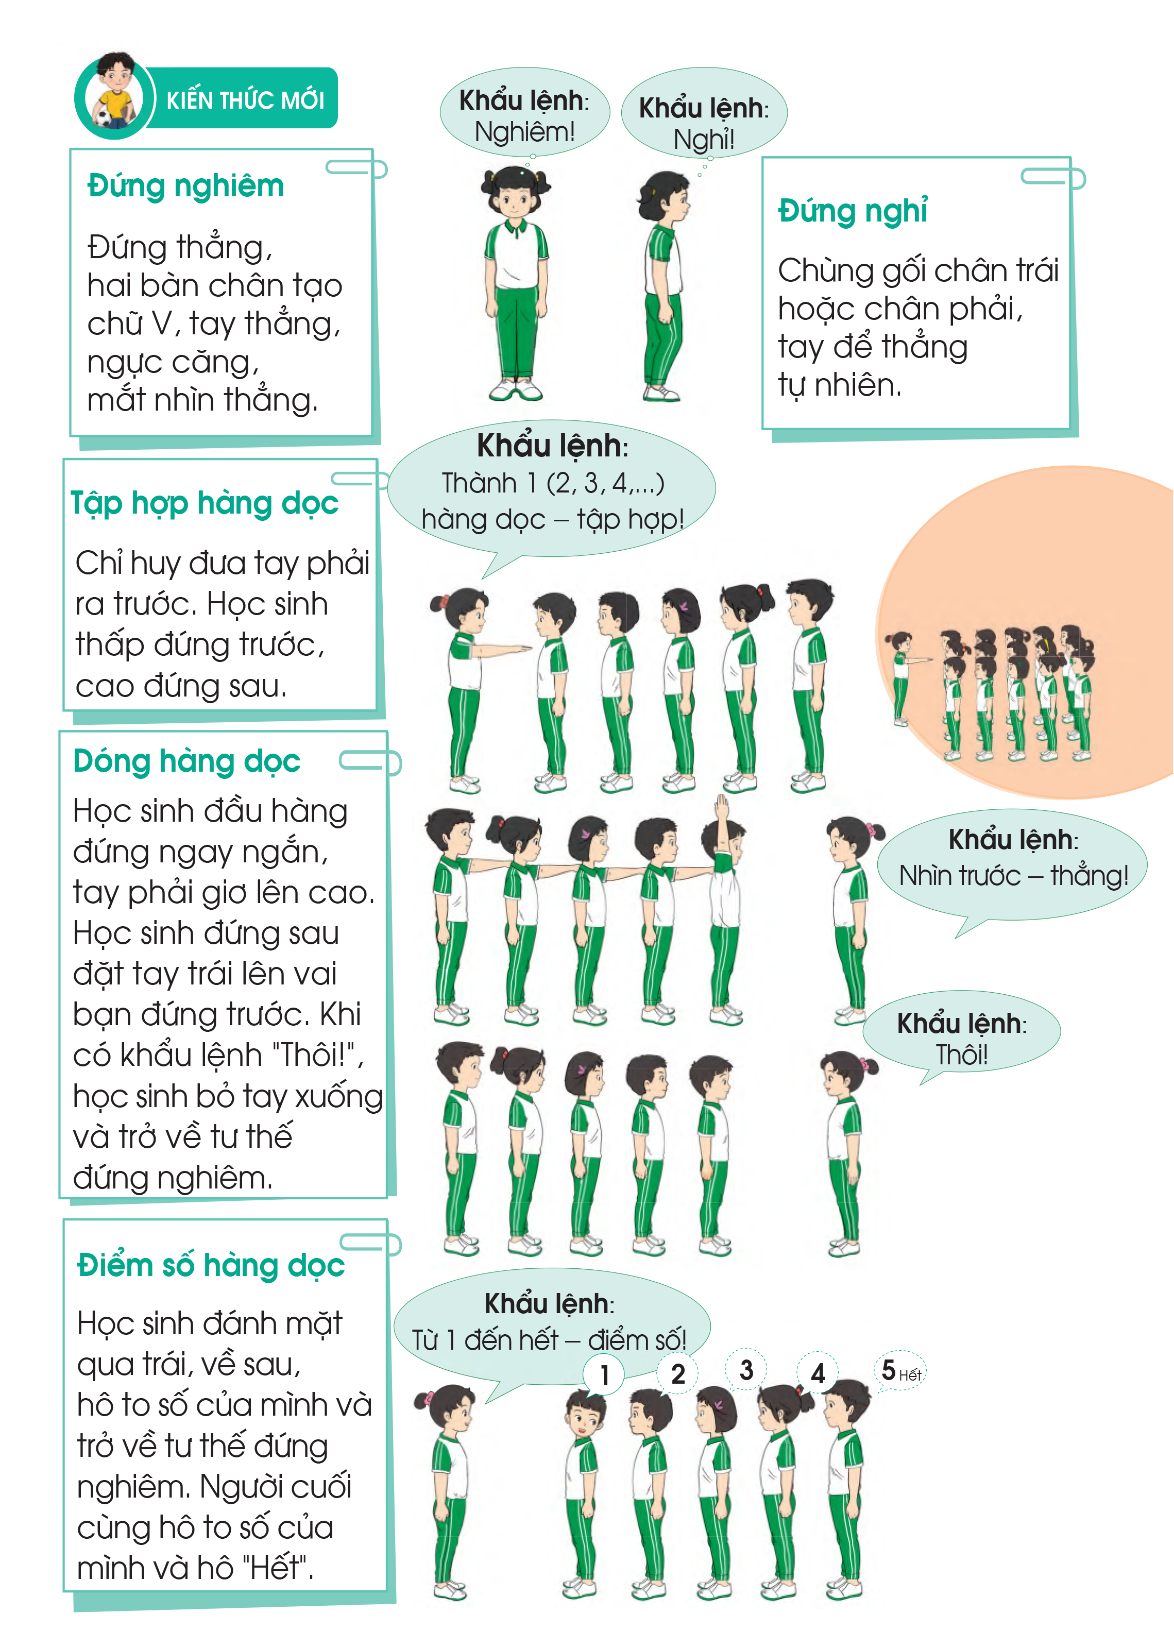 KIẾN THỨC MỚI
Khẩu lệnh:
Nghiêm!
Khẩu lệnh:
Nghỉ!
Đứng nghiêm
Đứng thẳng,
hai bàn chân tạo
chữ V, tay thẳng,
ngực căng,
mắt nhìn thẳng.
Đứng nghỉ
Chùng gối chân trái
hoặc chân phải,
tay để thẳng
tự nhiên.
Khẩu lệnh:
Thành 1 (2, 3, 4,...)
hàng dọc – tập hợp!
Tập hợp hàng dọc
Chỉ huy đưa tay phải
ra trước. Học sinh
thấp đứng trước,
cao đứng sau.
Dóng hàng dọc
Học sinh đầu hàng
đứng ngay ngắn,
tay phải giơ lên cao.
Học sinh đứng sau
đặt tay trái lên vai
bạn đứng trước. Khi
có khẩu lệnh "Thôi!",
học sinh bỏ tay xuống
và trở về tư thế
đứng nghiêm.
Khẩu lệnh:
Nhìn trước – thẳng!
Khẩu lệnh:
Thôi!
Điểm số hàng dọc
Học sinh đánh mặt
qua trái, về sau,
hô to số của mình và
trở về tư thế đứng
nghiêm. Người cuối
cùng hô to số của
mình và hô "Hết".
Khẩu lệnh:
Từ 1 đến hết – điểm số!
1
2
3
4
5 Hết